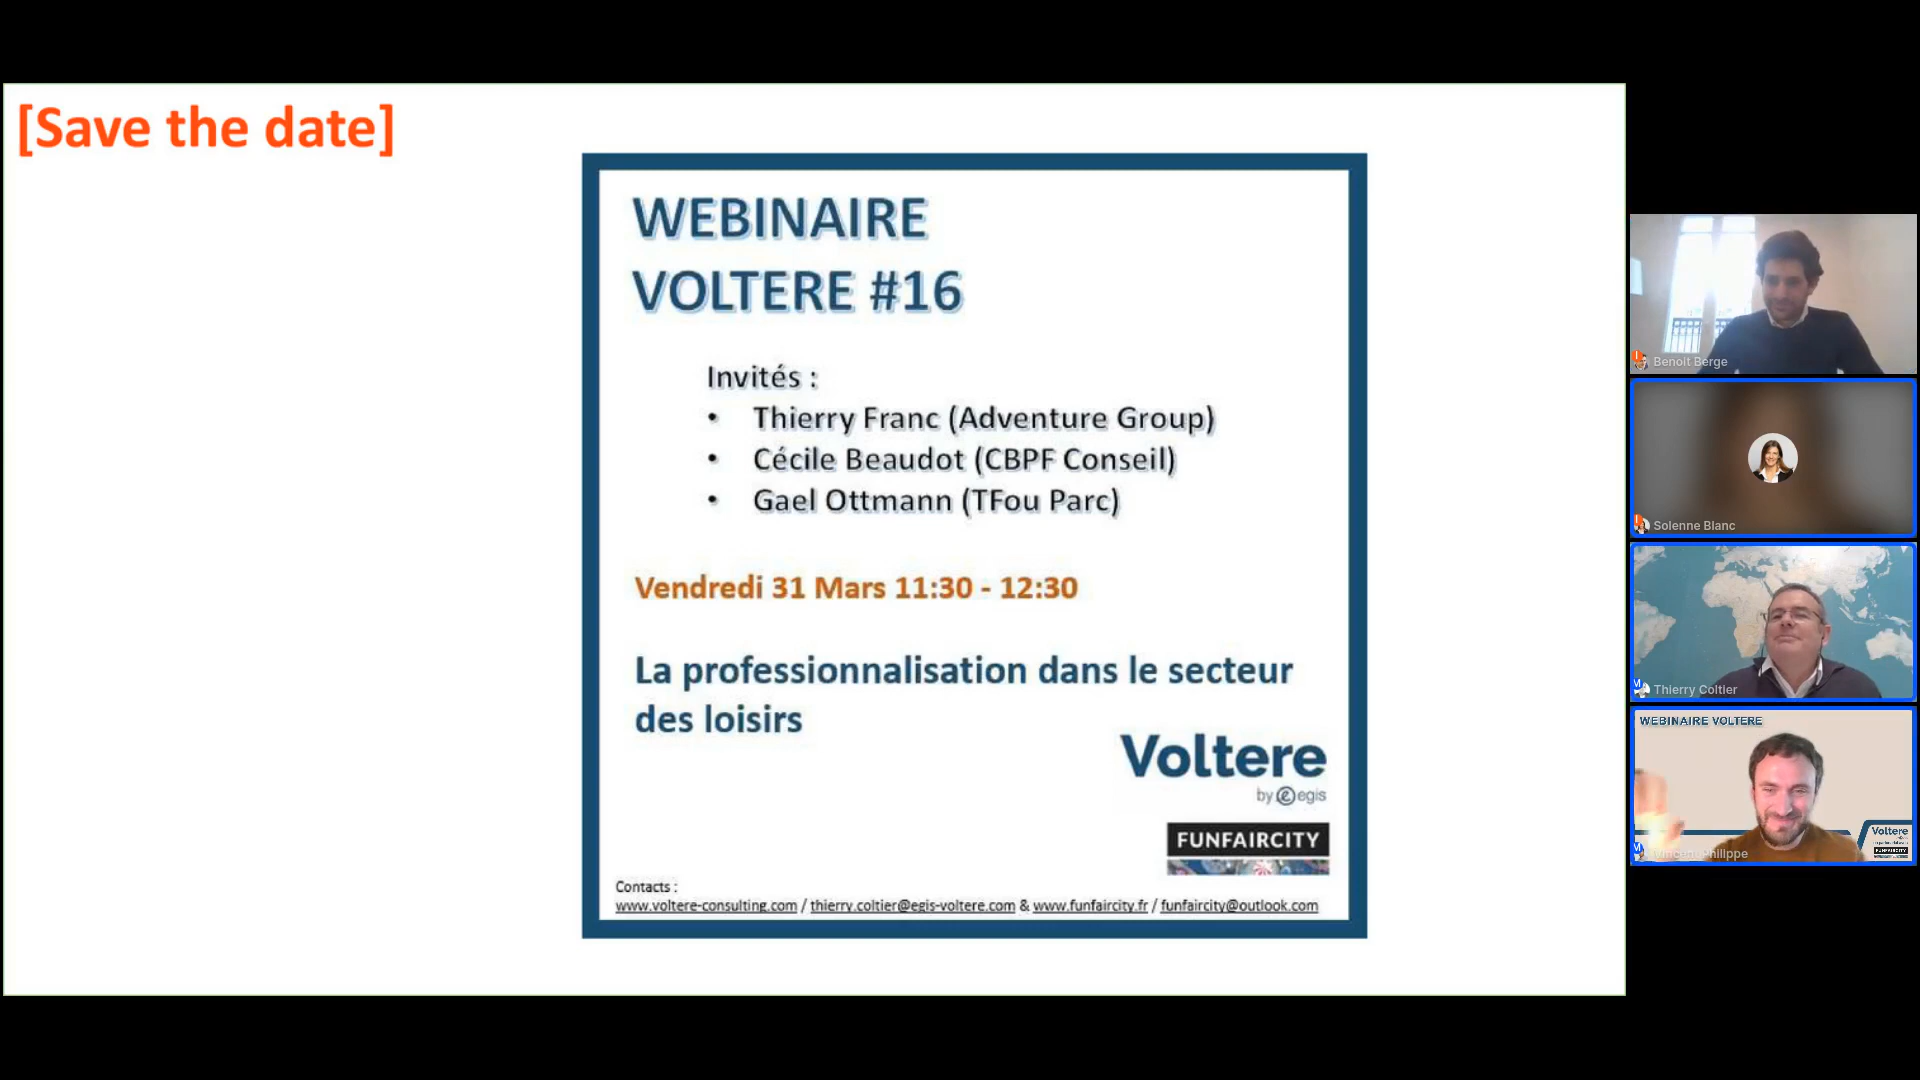 [Save the date]
WEBINAIRE
VOLTERE #16
Invités :
• Thierry Franc (Adventure Group)
• Cécile Beaudot (CBPF Conseil)
• Gael Ottmann (TFou Parc)
Vendredi 31 Mars 11:30 - 12:30
La professionnalisation dans le secteur
des loisirs
Voltere
by egis
FUNFAIRCITY
Contacts :
www.voltere-consulting.com / thierry.coltier@egis-voltere.com & www.funfaircity.fr / funfaircity@outlook.com
Benoit Berge
Solenne Blanc
Thierry Coltier
WEBINAIRE VOLTERE
Voltere
FUNFAIRCITY
Philippe